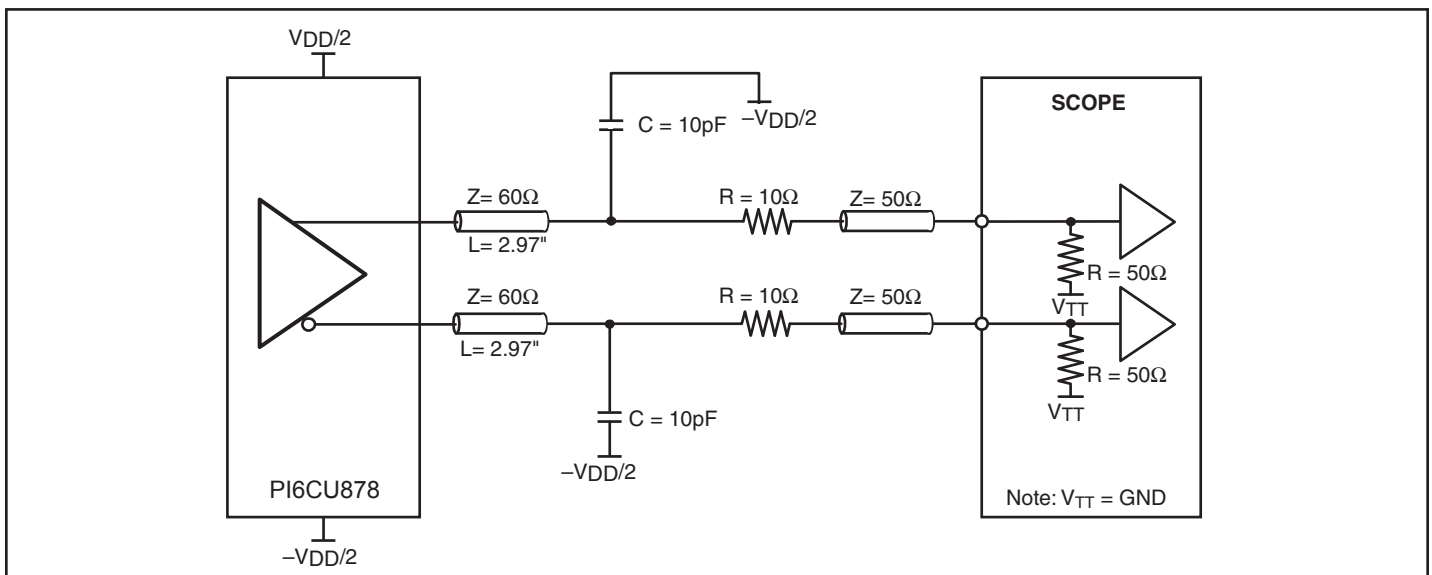 VDD/2
SCOPE
C = 10pF
–VDD/2
Z= 60Ω
R = 10Ω
Z= 50Ω
L= 2.97"
R = 50Ω
VTT
Z= 60Ω
R = 10Ω
Z= 50Ω
L= 2.97"
R = 50Ω
VTT
C = 10pF
–VDD/2
PI6CU878
Note: VTT = GND
–VDD/2